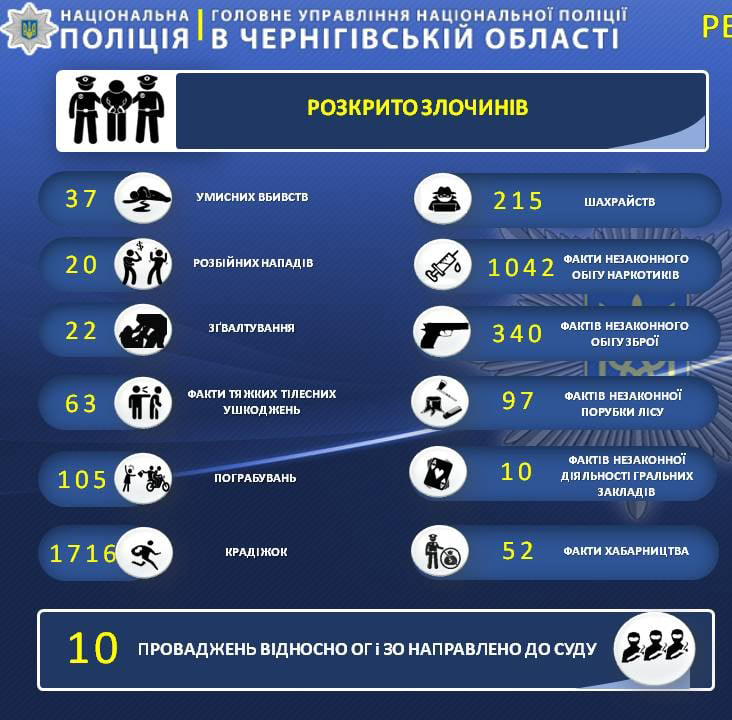 НАЦІОНАЛЬНА
ПОЛІЦІЯ
ГОЛОВНЕ УПРАВЛІННЯ НАЦІОНАЛЬНОЇ ПОЛІЦІЇ
В ЧЕРНІГІВСЬКІЙ ОБЛАСТІ
РОЗКРИТО ЗЛОЧИНІВ
37 УМИСНИХ ВБИВСТВ
20 РОЗБІЙНИХ НАПАДІВ
22 ЗҐВАЛТУВАННЯ
63 ФАКТИ ТЯЖКИХ ТІЛЕСНИХ
УШКОДЖЕНЬ
105 ПОГРАБУВАНЬ
1716 КРАДІЖОК
215 ШАХРАЙСТВ
1042 ФАКТИ НЕЗАКОННОГО
ОБІГУ НАРКОТИКІВ
340 ФАКТІВ НЕЗАКОННОГО
ОБІГУ ЗБРОЇ
97 ФАКТІВ НЕЗАКОННОЇ
ПОРУБКИ ЛІСУ
10 ФАКТІВ НЕЗАКОННОЇ
ДІЯЛЬНОСТІ ГРАЛЬНИХ
ЗАКЛАДІВ
52 ФАКТИ ХАБАРНИЦТВА
10 ПРОВАДЖЕНЬ ВІДНОСНО ОГ і ЗО НАПРАВЛЕНО ДО СУДУ